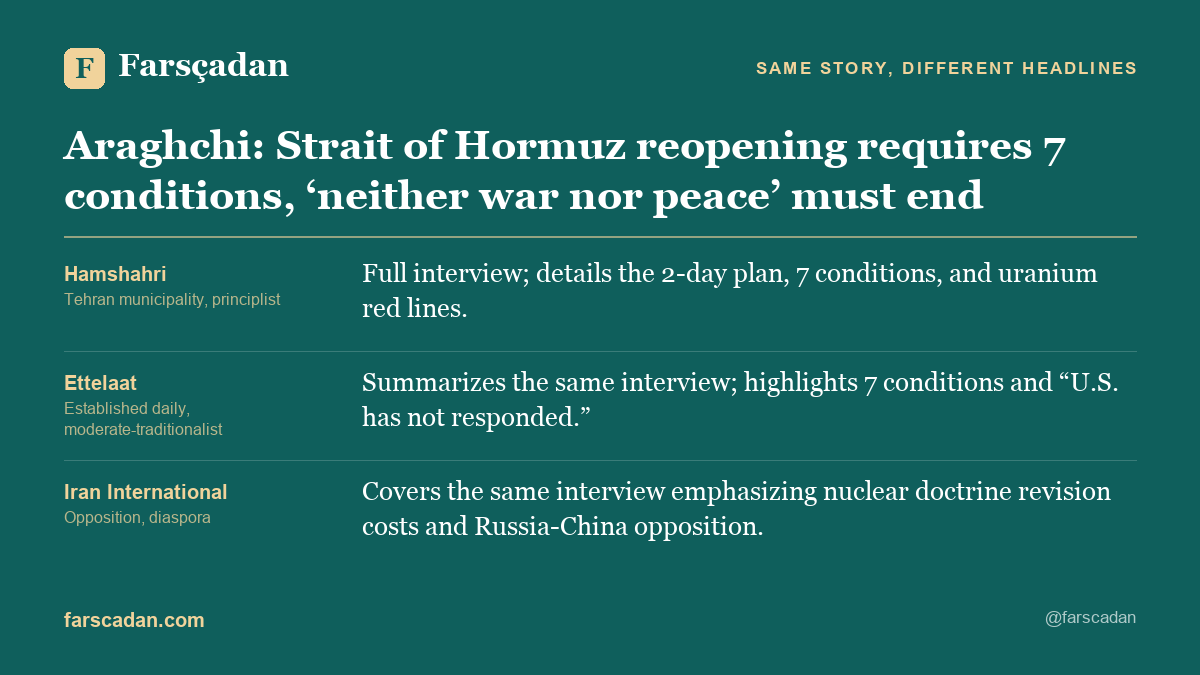 F Farsçadan
SAME STORY, DIFFERENT HEADLINES
Araghchi: Strait of Hormuz reopening requires 7
conditions, ‘neither war nor peace’ must end
Hamshahri
Tehran municipality, principlist
Full interview; details the 2-day plan, 7 conditions, and uranium
red lines.
Ettelaat
Established daily,
moderate-traditionalist
Summarizes the same interview; highlights 7 conditions and “U.S.
has not responded.”
Iran International
Opposition, diaspora
Covers the same interview emphasizing nuclear doctrine revision
costs and Russia-China opposition.
farscadan.com
@farscadan